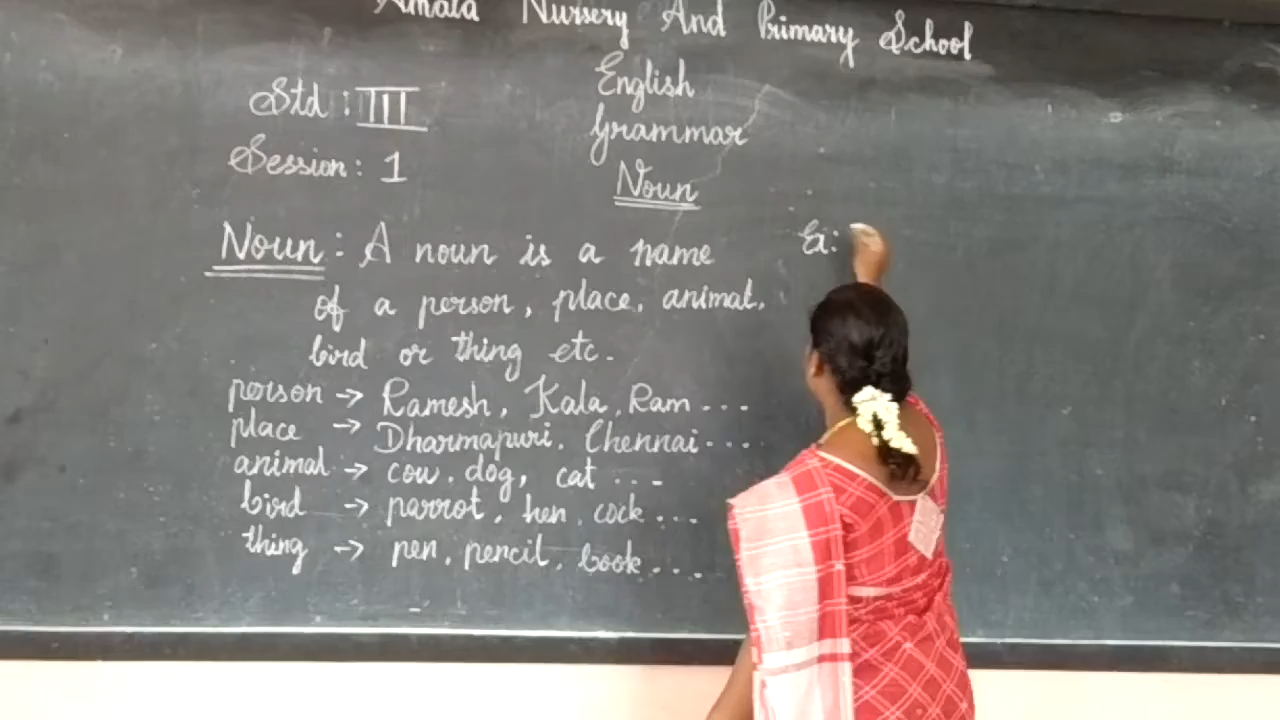 Amala Nursery And Primary School
English
Grammar
Noun
Std : III
Session: 1
Noun : A noun is a name
of a person, place, animal,
bird or thing etc.
person → Ramesh, Kala, Ram ...
place → Dharmapuri, Chennai ....
animal → cow, dog, cat ...
bird → parrot, hen, cock ...
thing → pen, pencil, book ....
Ex: